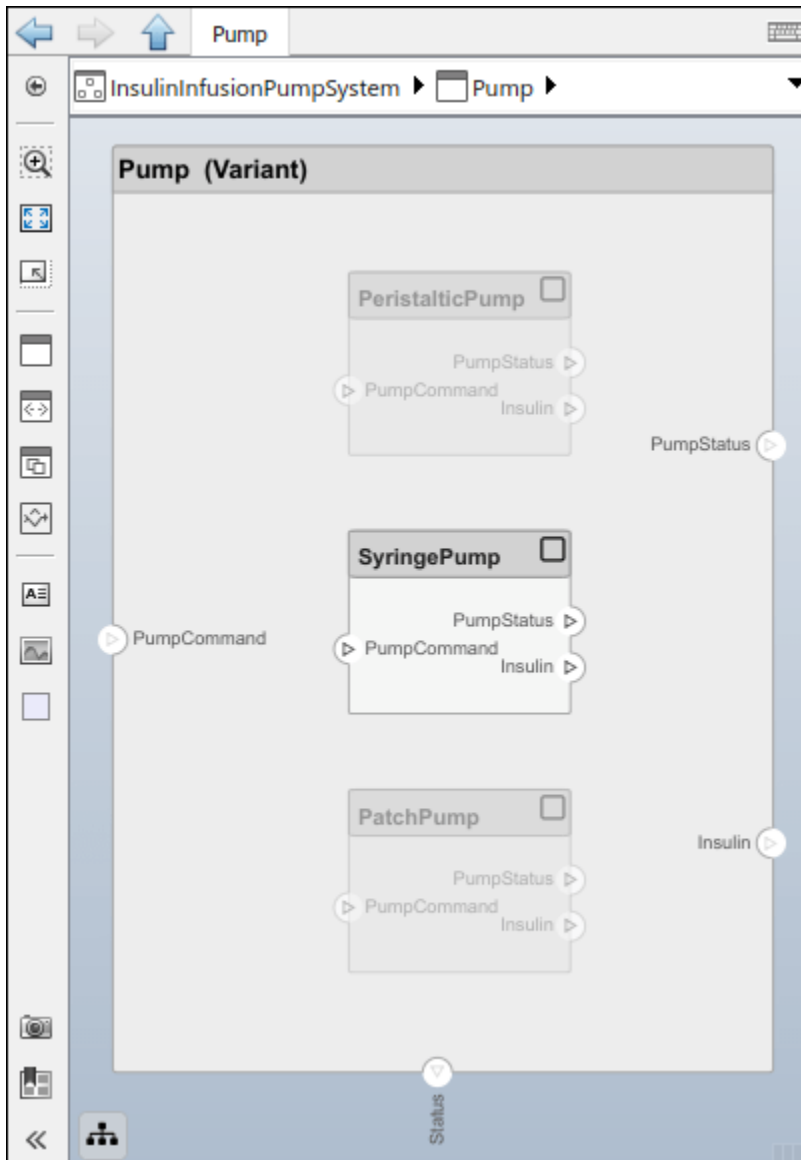 Pump
InsulinInfusionPumpSystem Pump
Pump (Variant)
PeristalticPump
PumpStatus
PumpCommand
Insulin
PumpStatus
SyringePump
PumpStatus
PumpCommand
PumpCommand
Insulin
PatchPump
Insulin
PumpStatus
PumpCommand
Insulin
Status